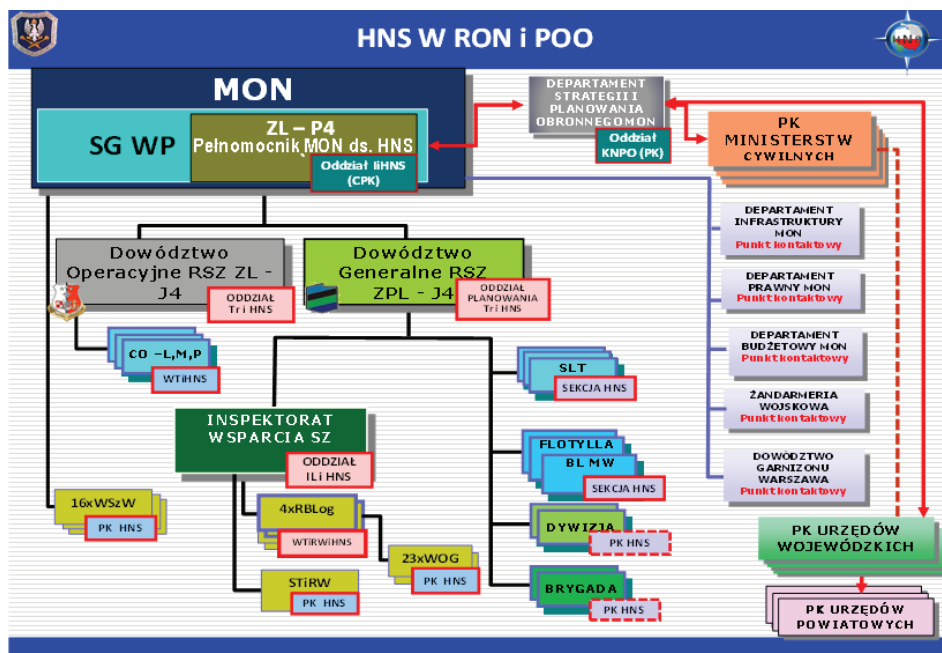 HNS W RON i POO
MON
SG WP
ZL – P4
Pełnomocnik MON ds. HNS
Oddział IiHNS
(CPK)
DEPARTAMENT
STRATEGII I
PLANOWANIA
OBRONNEGOMON
Oddział
KNPO (PK)
PK
MINISTERSTW
CYWILNYCH
DEPARTAMENT
INFRASTRUKTURY
MON
Punkt kontaktowy
DEPARTAMENT
PRAWNY MON
Punkt kontaktowy
DEPARTAMENT
BUDŻETOWY MON
Punkt kontaktowy
ŻANDARMERIA
WOJSKOWA
Punkt kontaktowy
DOWÓDZTWO
GARNIZONU
WARSZAWA
Punkt kontaktowy
Dowództwo
Operacyjne RSZ ZL -
J4
ODDZIAŁ
Tr i HNS
Dowództwo
Generalne RSZ
ZPL - J4
ODDZIAŁ
PLANOWANIA
Tr i HNS
CO –L,M,P
WTiHNS
SLT
SEKCJA HNS
INSPEKTORAT
WSPARCIA SZ
ODDZIAŁ
IL i HNS
FLOTYLLA
BL MW
SEKCJA HNS
16xWSzW
PK HNS
4xRBLog
WTiRWiHNS
23xWOG
PK HNS
STiRW
PK HNS
DYWIZJA
PK HNS
BRYGADA
PK HNS
PK URZĘDÓW
WOJEWÓDZKICH
PK URZĘDÓW
POWIATOWYCH